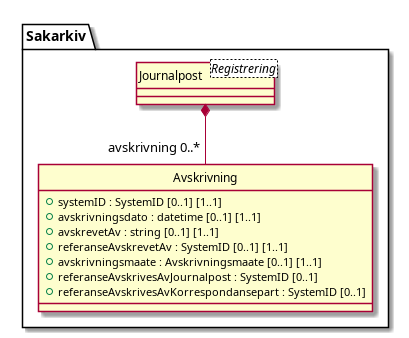 Sakarkiv
Journalpost
Registrering
avskrivning 0..*
Avskrivning
systemID : SystemID [0..1] [1..1]
avskrivningsdato : datetime [0..1] [1..1]
avskrevetAv : string [0..1] [1..1]
referanseAvskrevetAv : SystemID [0..1] [1..1]
avskrivningsmaate : Avskrivningsmaate [0..1] [1..1]
referanseAvskrivesAvJournalpost : SystemID [0..1]
referanseAvskrivesAvKorrespondansepart : SystemID [0..1]